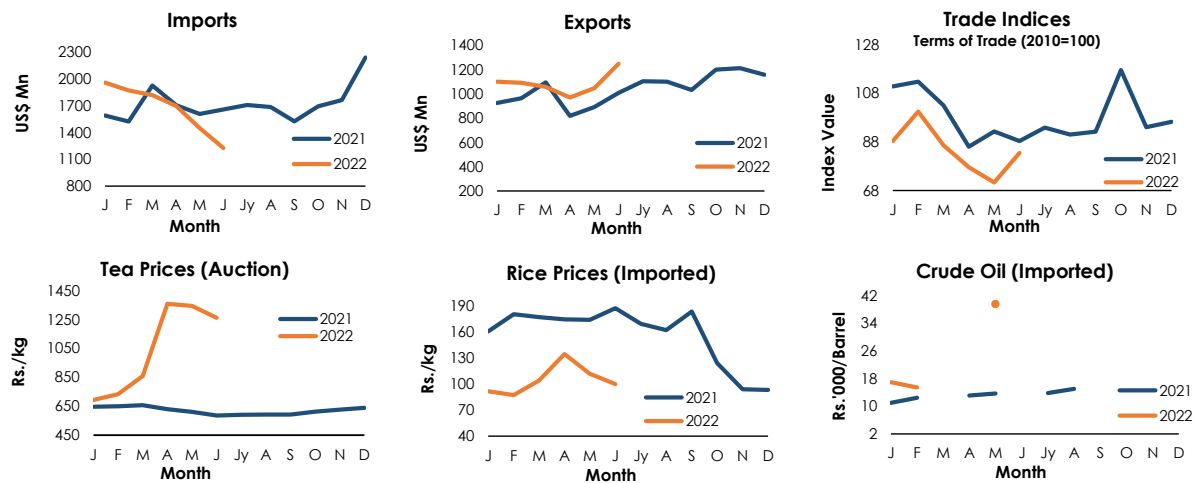 Imports
2300
2000
1700
1400
1100
800
US$ Mn
2021
2022
J F M A M J Jy A S O N D
Month
Exports
1400
1200
1000
800
600
400
200
US$ Mn
2021
2022
J F M A M J Jy A S O N D
Month
Trade Indices
Terms of Trade (2010=100)
128
108
88
68
Index Value
2021
2022
J F M A M J Jy A S O N D
Month
Tea Prices (Auction)
1450
1250
1050
850
650
450
Rs./kg
2021
2022
J F M A M J Jy A S O N D
Month
Rice Prices (Imported)
190
160
130
100
70
40
Rs./kg
2021
2022
J F M A M J Jy A S O N D
Month
Crude Oil (Imported)
42
34
26
18
10
2
Rs.'000/Barrel
2021
2022
J F M A M J Jy A S O N D
Month